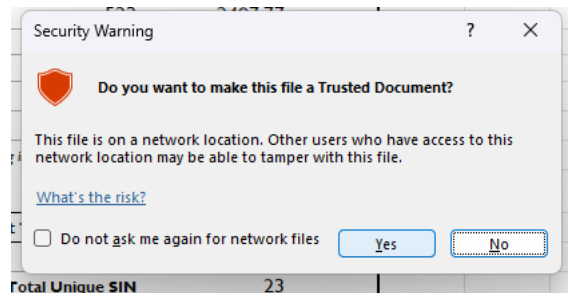 Security Warning ?
Do you want to make this file a Trusted Document?
This file is on a network location. Other users who have access to this
network location may be able to tamper with this file.
What's the risk?
Do not ask me again for network files Yes No
Total Unique SIN 23